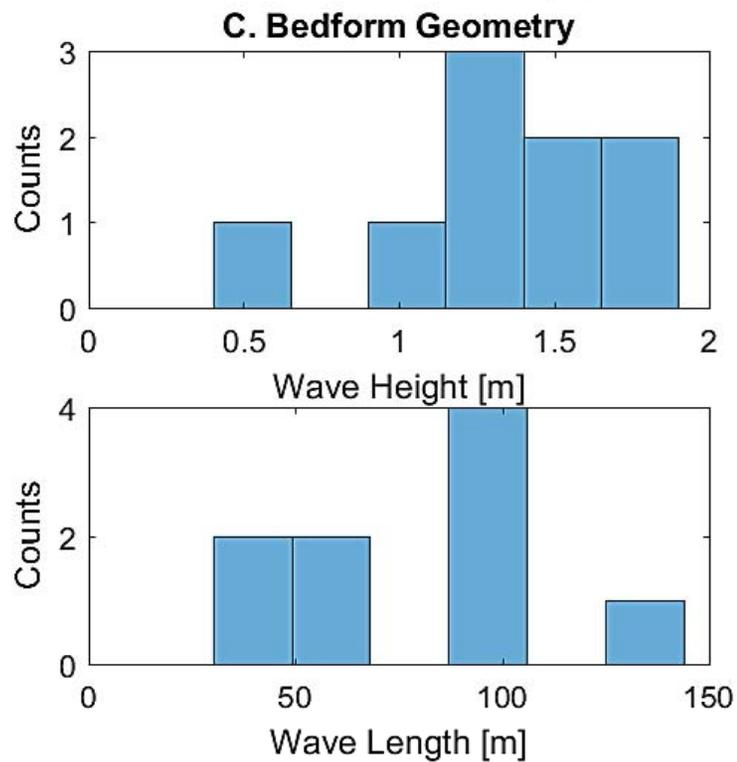 C. Bedform Geometry
3
2
1
0
Counts
0 0.5 1 1.5 2
Wave Height [m]
4
2
0
Counts
0 50 100 150
Wave Length [m]